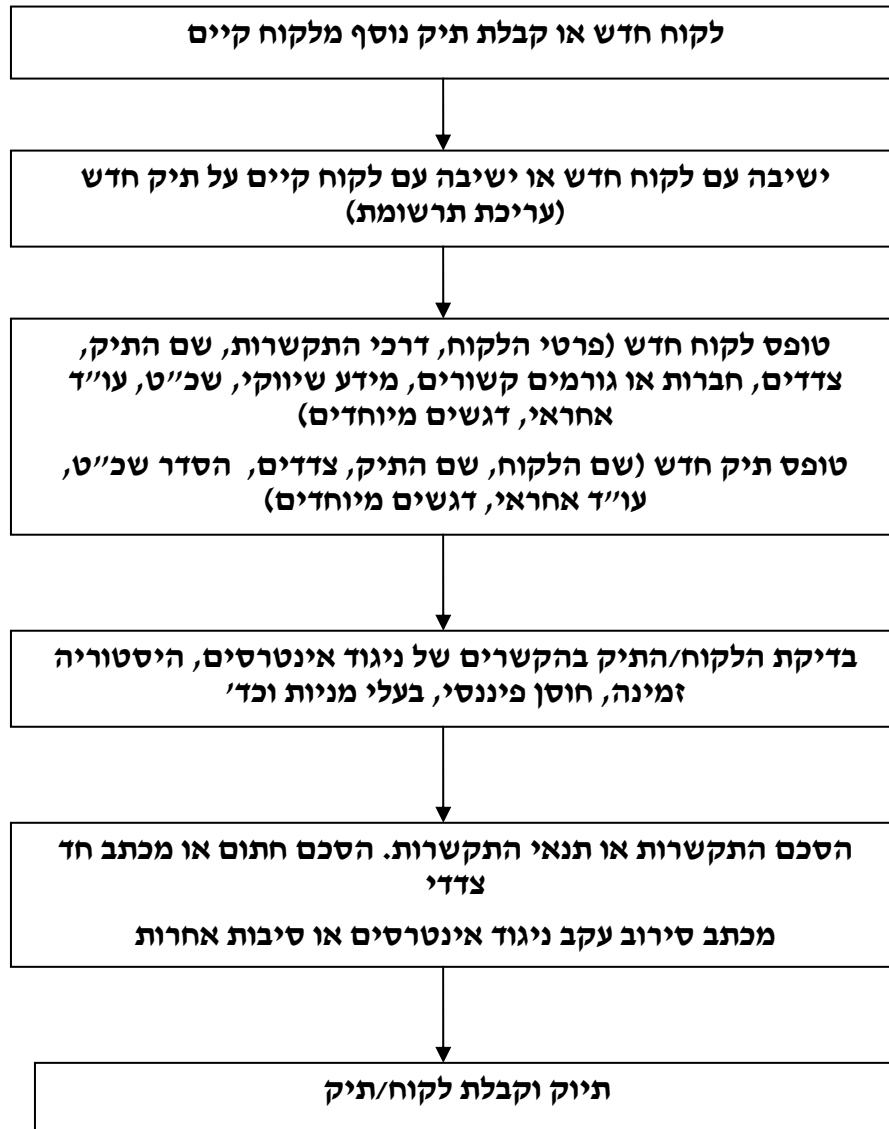 לקוח חדש או קבלת תיק נוסף מלקוח קיים
ישיבה עם לקוח חדש או ישיבה עם לקוח קיים על תיק חדש
(עריכת תרשומת)
טופס לקוח חדש (פרטי הלקוח, דרכי התקשרות, שם התיק,
צדדים, חברות או גורמים קשורים, מידע שיווקי, שכ״ט, עו״ד
אחראי, דגשים מיוחדים)
טופס תיק חדש (שם הלקוח, שם התיק, צדדים, הסדר שכ״ט,
עו״ד אחראי, דגשים מיוחדים)
בדיקת הלקוח/התיק בהקשרים של ניגוד אינטרסים, היסטוריה
זמינה, חוסן פיננסי, בעלי מניות וכד׳
הסכם התקשרות או תנאי התקשרות. הסכם חתום או מכתב חד
צדדי
מכתב סירוב עקב ניגוד אינטרסים או סיבות אחרות
תיוק וקבלת לקוח/תיק